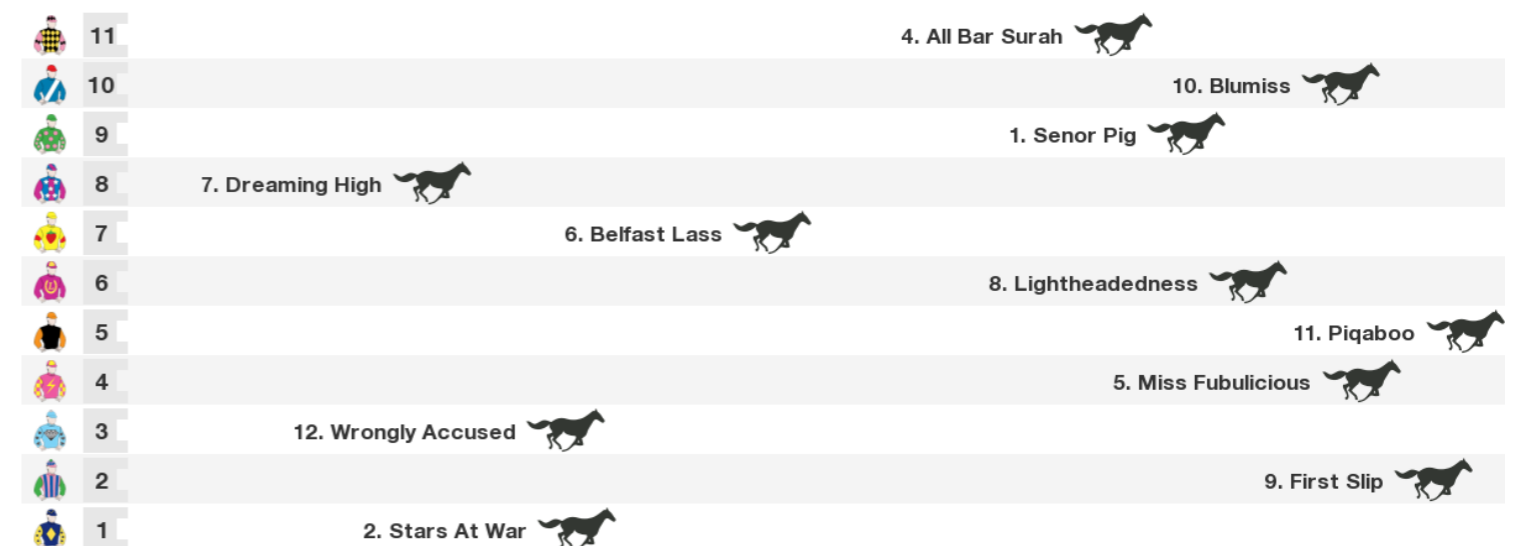 11 4. All Bar Surah
10 10. Blumiss
9 1. Senor Pig
8 7. Dreaming High
7 6. Belfast Lass
6 8. Lightheadedness
5 11. Piqaboo
4 5. Miss Fubulicious
3 12. Wrongly Accused
2 9. First Slip
1 2. Stars At War